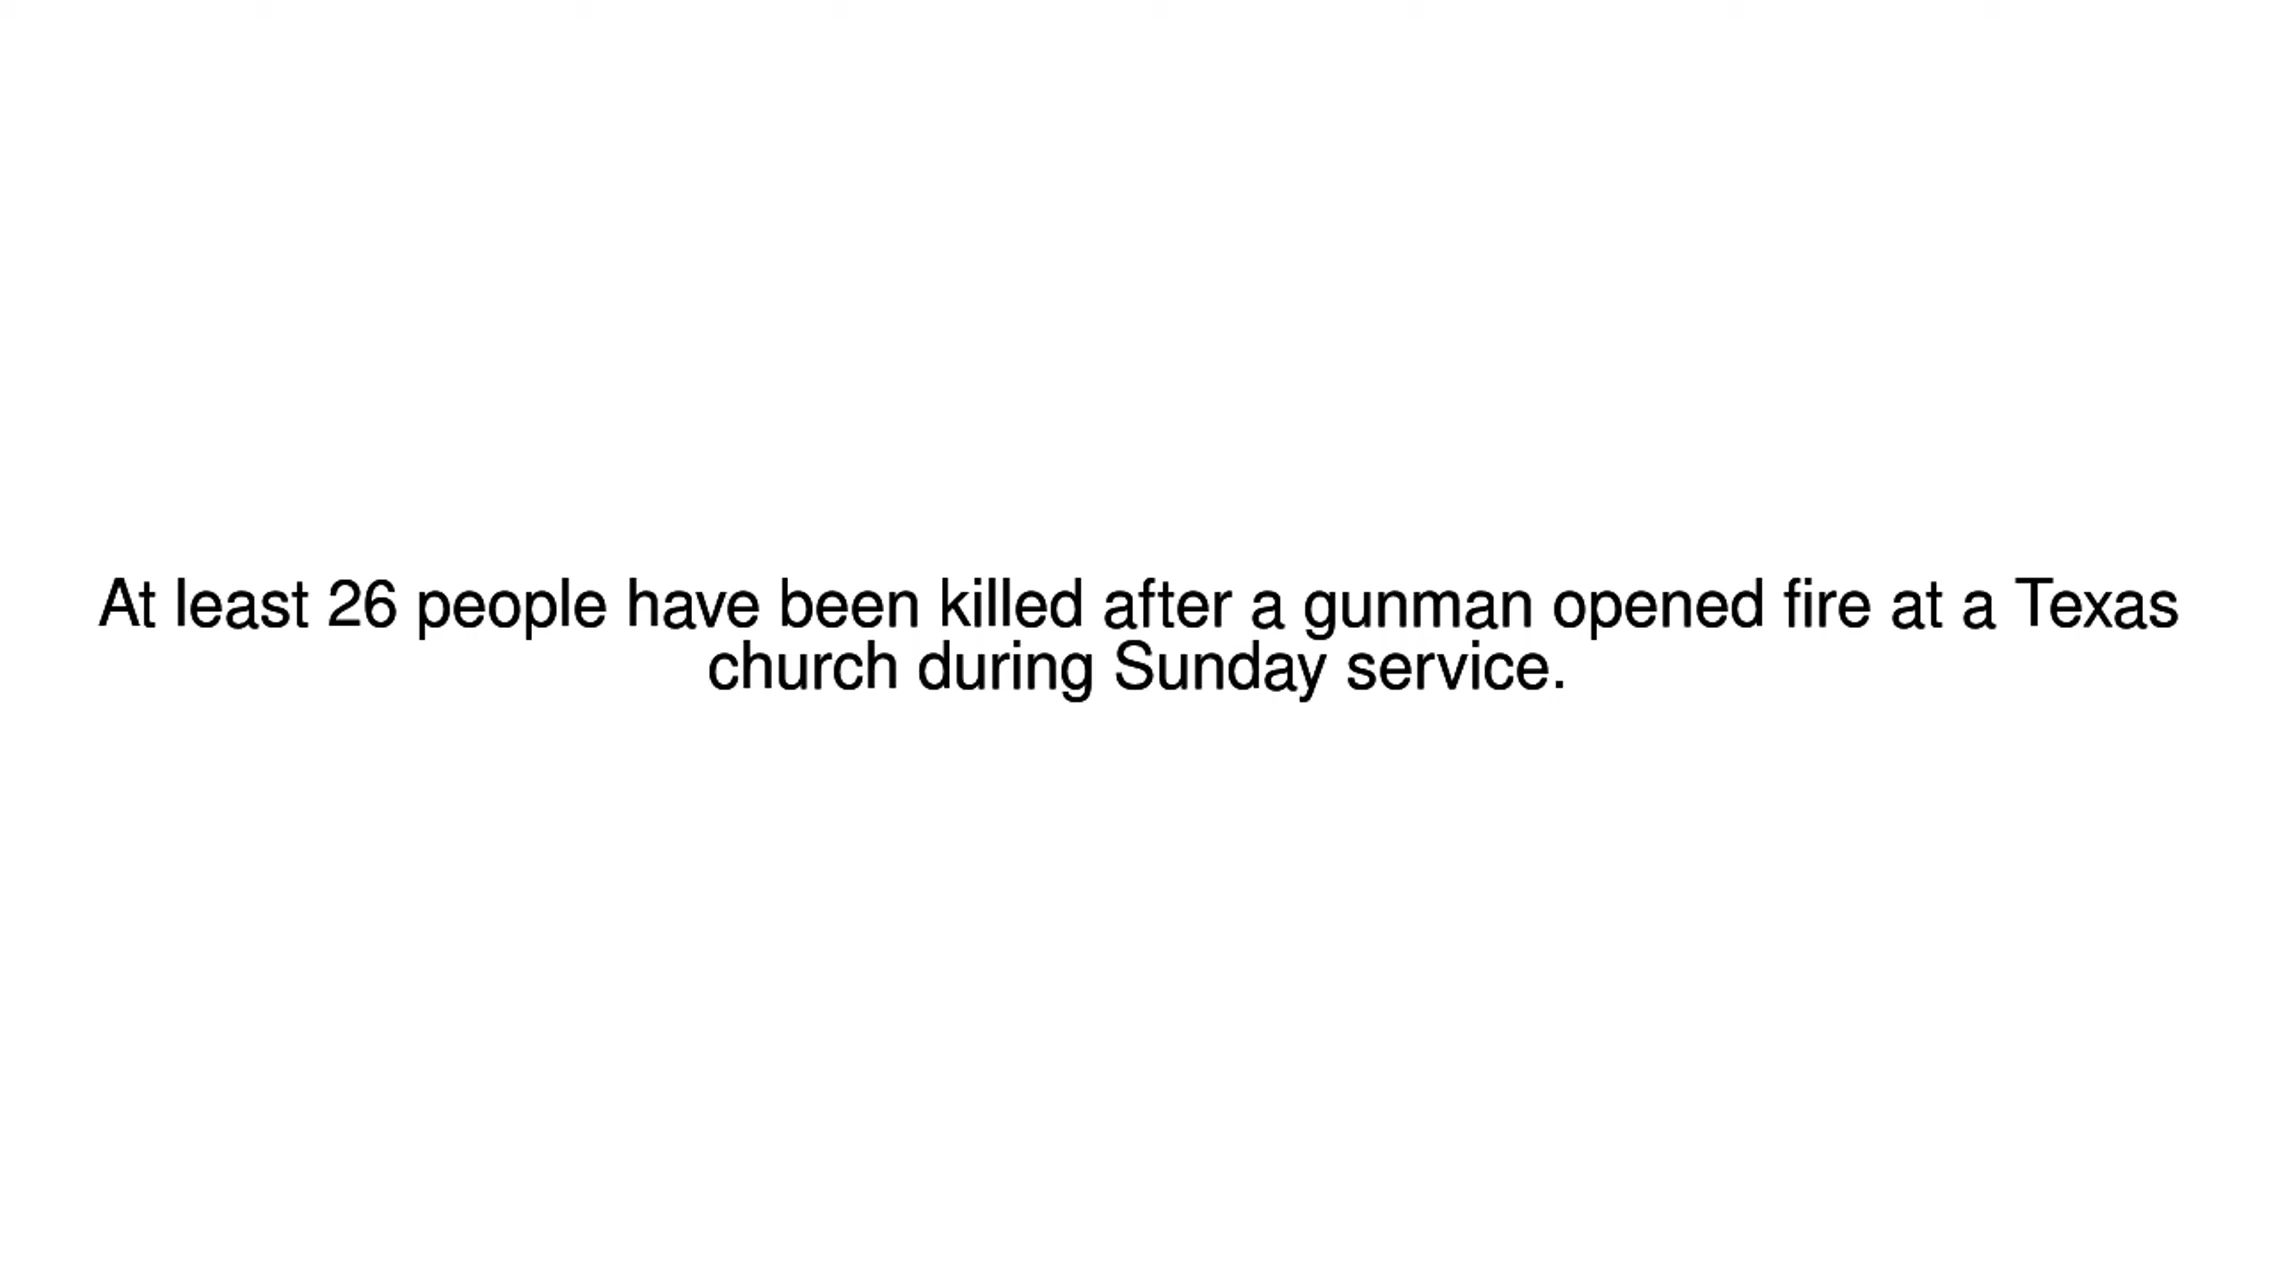 At least 26 people have been killed after a gunman opened fire at a Texas
church during Sunday service.